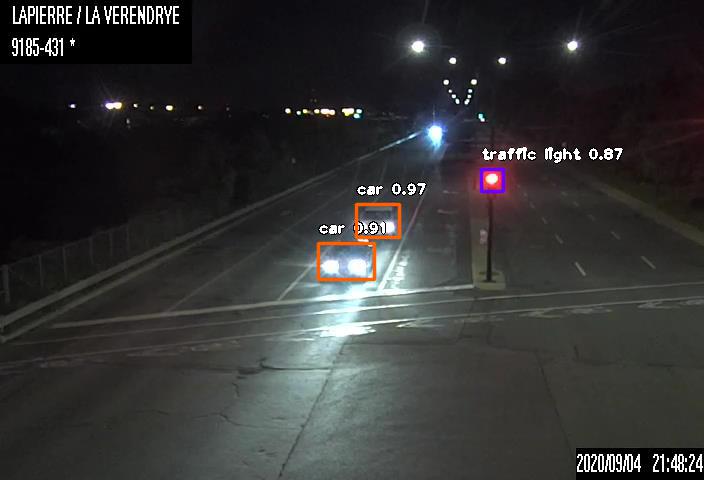 LAPIERRE / LA VERENDRYE
9185-431 *
traffic light 0.87
car 0.97
car 0.91
2020/09/04 21:48:24